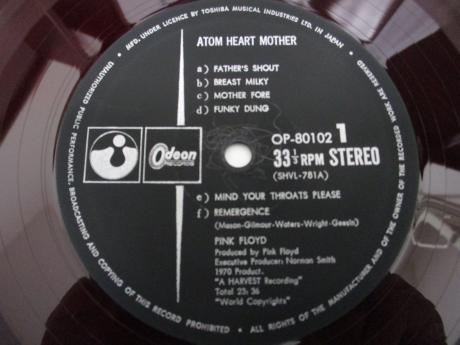 • MFD. UNDER LICENCE BY TOSHIBA MUSICAL INDUSTRIES LTD. IN JAPAN •
ATOM HEART MOTHER
a) FATHER'S SHOUT
b) BREAST MILKY
c) MOTHER FORE
d) FUNKY DUNG
Odeon
RECORDS
OP-80102 1
33⅓ RPM STEREO
(SHVL-781A)
e) MIND YOUR THROATS PLEASE
f) REMERGENCE
(Mason-Gilmour-Waters-Wright-Geesin)
PINK FLOYD
Produced by Pink Floyd
Executive Producer: Norman Smith
1970 Product.
"A HARVEST Recording"
Total 23:36
"World Copyrights"
UNAUTHORIZED PUBLIC PERFORMANCE, BROADCASTING AND COPYING OF THIS RECORD PROHIBITED • ALL RIGHTS OF THE MANUFACTURER AND OF THE OWNER OF THE RECORDED WORK ARE RESERVED